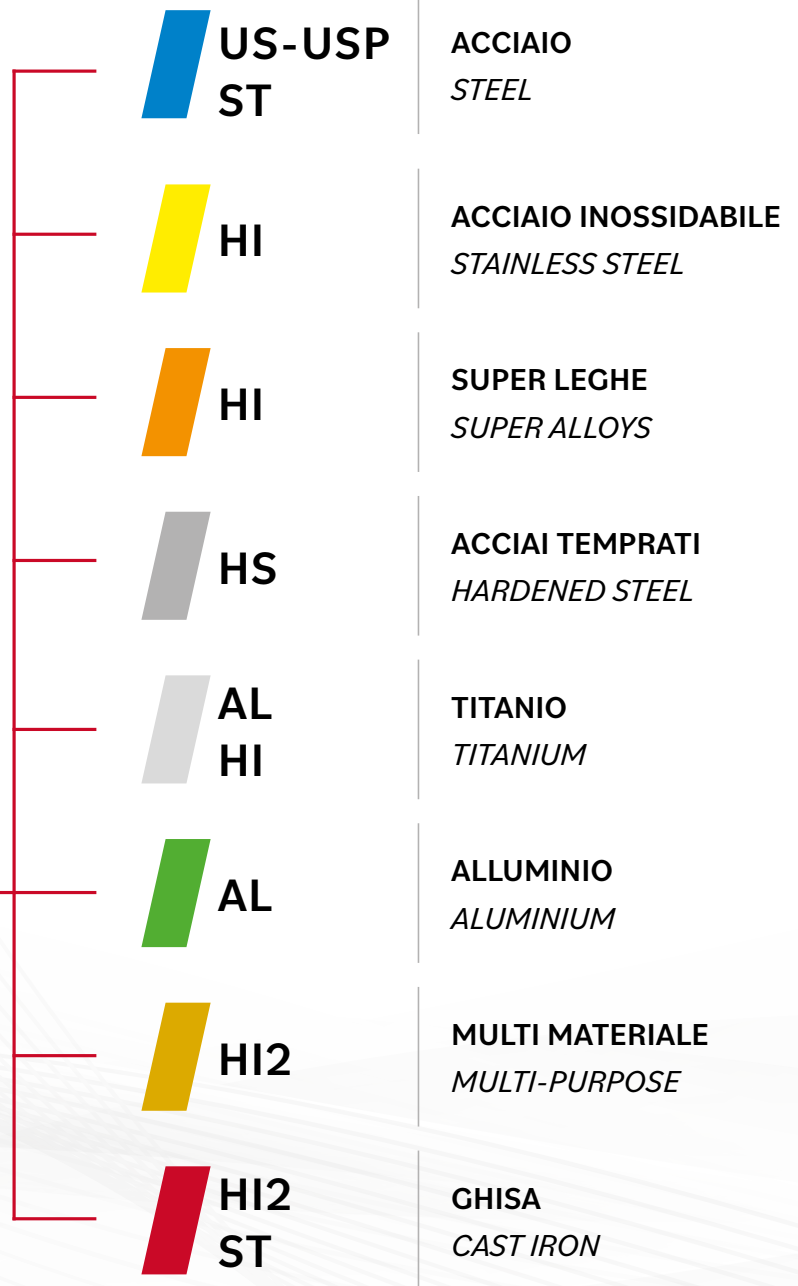 US-USP
ST
ACCIAIO
STEEL
HI
ACCIAIO INOSSIDABILE
STAINLESS STEEL
HI
SUPER LEGHE
SUPER ALLOYS
HS
ACCIAI TEMPRATI
HARDENED STEEL
AL
HI
TITANIO
TITANIUM
AL
ALLUMINIO
ALUMINIUM
HI2
MULTI MATERIALE
MULTI-PURPOSE
HI2
ST
GHISA
CAST IRON